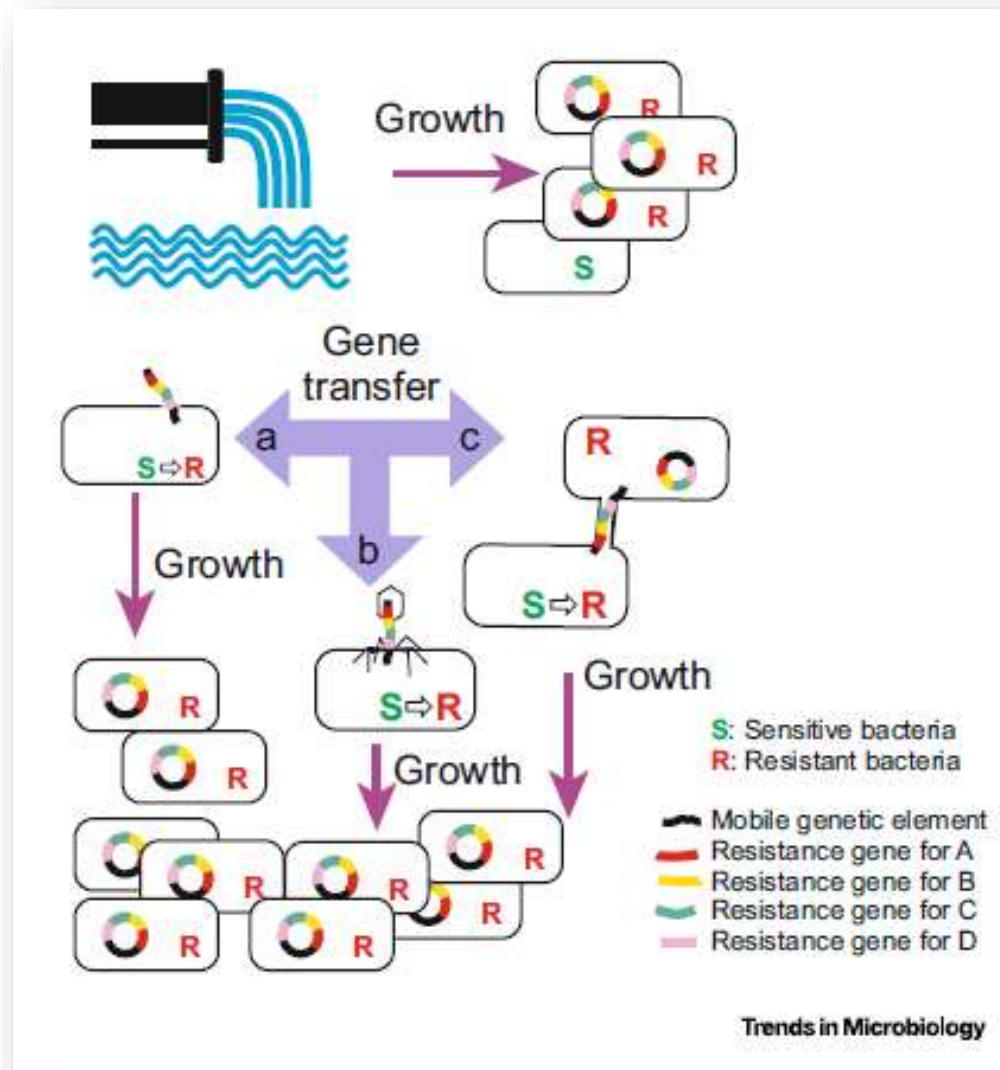 Growth
R
R
R
S
Gene
transfer
a
c
b
R
S⇨R
Growth
S⇨R
S⇨R
Growth
R
R
Growth
S: Sensitive bacteria
R: Resistant bacteria
Mobile genetic element
Resistance gene for A
Resistance gene for B
Resistance gene for C
Resistance gene for D
R
R
R
R
R
R
Trends in Microbiology